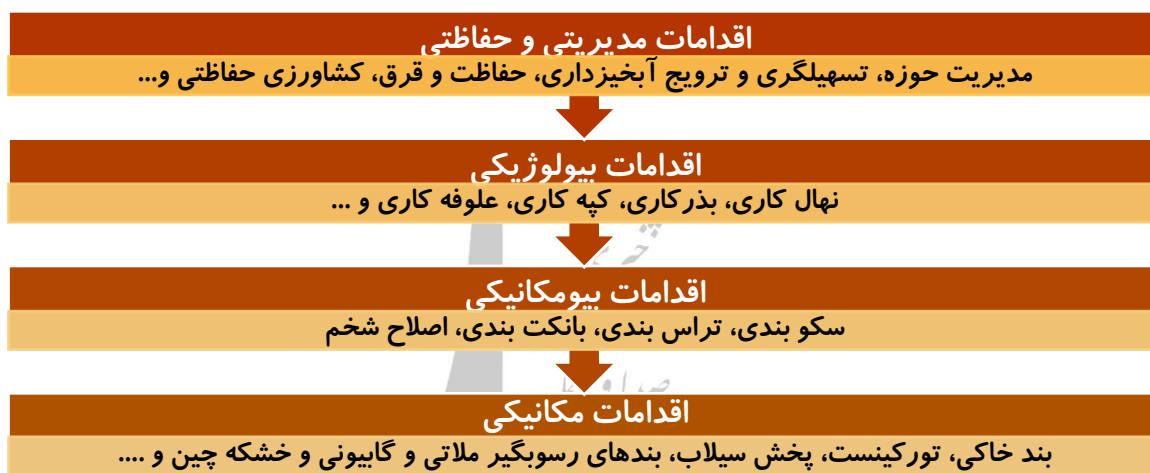 اقدامات مدیریتی و حفاظتی
مدیریت حوزه، تسهیلگری و ترویج آبخیزداری، حفاظت و قرق، کشاورزی حفاظتی و...
اقدامات بیولوژیکی
نهال کاری، بذرکاری، کپه کاری، علوفه کاری و ...
اقدامات بیومکانیکی
سکو بندی، تراس بندی، بانکت بندی، اصلاح شخم
اقدامات مکانیکی
بند خاکی، تورکینست، پخش سیلاب، بندهای رسوبگیر ملاتی و گابیونی و خشکه چین و ....